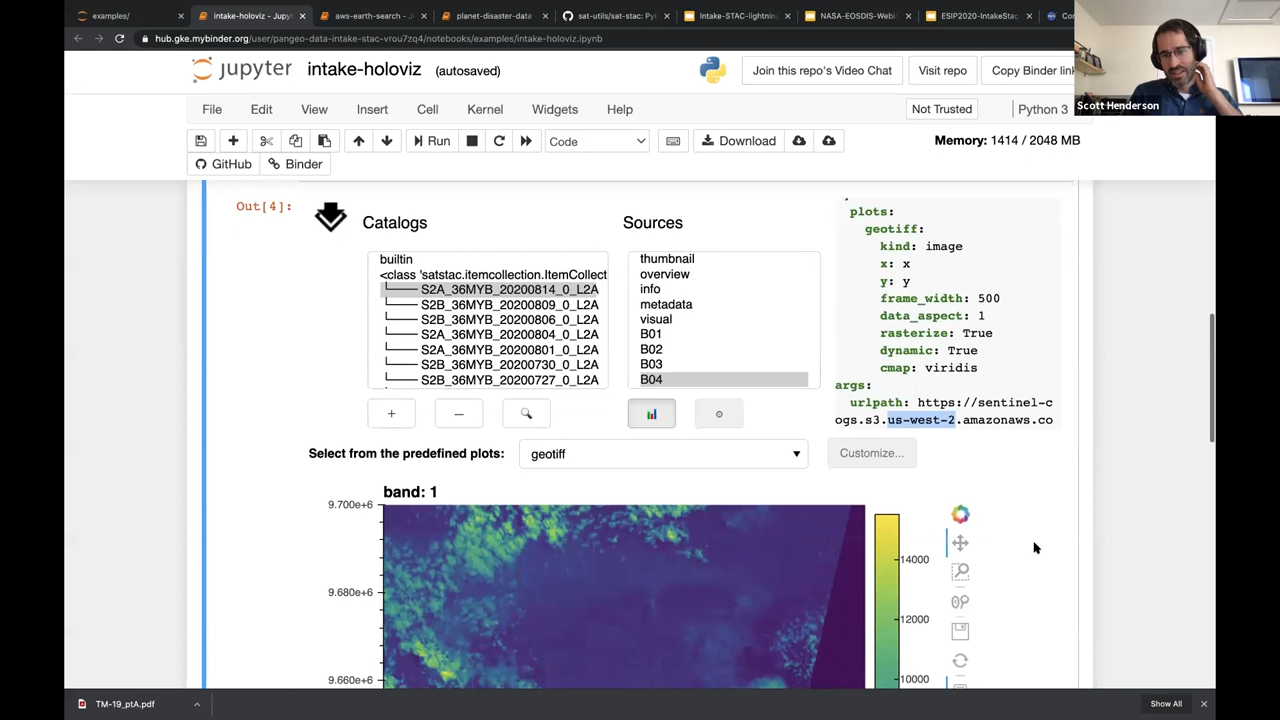 examples/
intake-holoviz - Jupyt
aws-earth-search - Ju
planet-disaster-data
sat-utils/sat-stac: Py
Intake-STAC-lightnin
NASA-EOSDIS-Webi
ESIP2020-IntakeStac
Con
hub.gke.mybinder.org/user/pangeo-data-intake-stac-vrou7zq4/notebooks/examples/intake-holoviz.ipynb
jupyter intake-holoviz (autosaved)
Join this repo's Video Chat
Visit repo
Copy Binder link
Scott Henderson
File Edit View Insert Cell Kernel Widgets Help
Not Trusted
Python 3
Run
Code
Download
Memory: 1414 / 2048 MB
GitHub
Binder
Out[4]:
Catalogs
builtin
<class 'satstac.itemcollection.ItemCollect
S2A_36MYB_20200814_0_L2A
S2B_36MYB_20200809_0_L2A
S2B_36MYB_20200806_0_L2A
S2A_36MYB_20200804_0_L2A
S2A_36MYB_20200801_0_L2A
S2B_36MYB_20200730_0_L2A
S2B_36MYB_20200727_0_L2A
Sources
thumbnail
overview
info
metadata
visual
B01
B02
B03
B04
plots:
geotiff:
kind: image
x: x
y: y
frame_width: 500
data_aspect: 1
rasterize: True
dynamic: True
cmap: viridis
args:
urlpath: https://sentinel-c
ogs.s3.us-west-2.amazonaws.co
Select from the predefined plots:
geotiff
Customize...
band: 1
9.700e+6
9.680e+6
9.660e+6
14000
12000
10000
TM-19_ptA.pdf
Show All